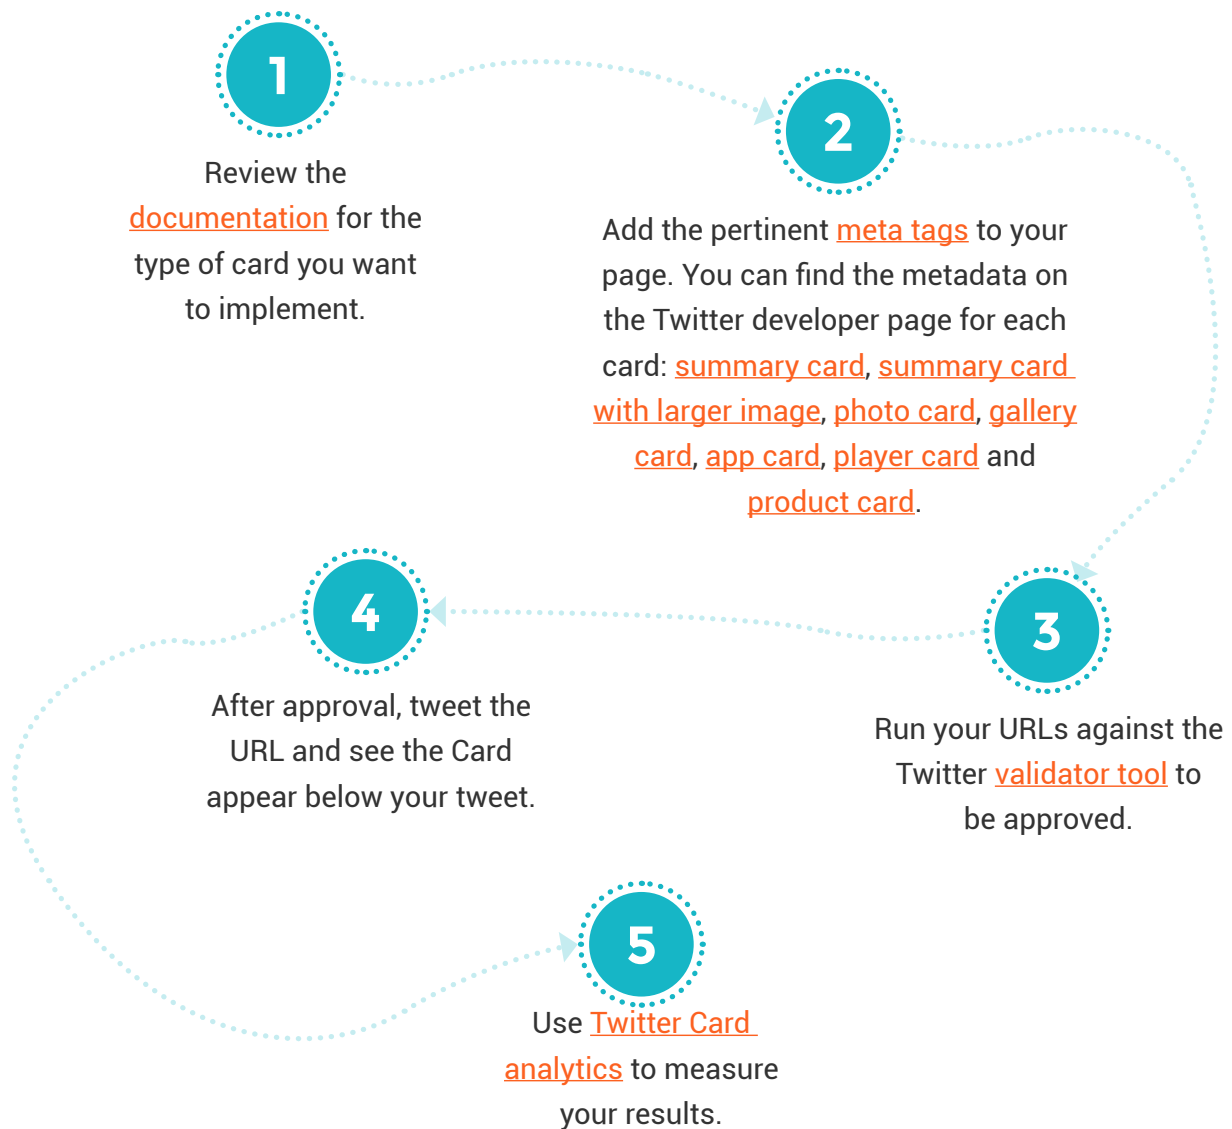 1
Review the
documentation for the
type of card you want
to implement.
2
Add the pertinent meta tags to your
page. You can find the metadata on
the Twitter developer page for each
card: summary card, summary card
with larger image, photo card, gallery
card, app card, player card and
product card.
3
Run your URLs against the
Twitter validator tool to
be approved.
4
After approval, tweet the
URL and see the Card
appear below your tweet.
5
Use Twitter Card
analytics to measure
your results.